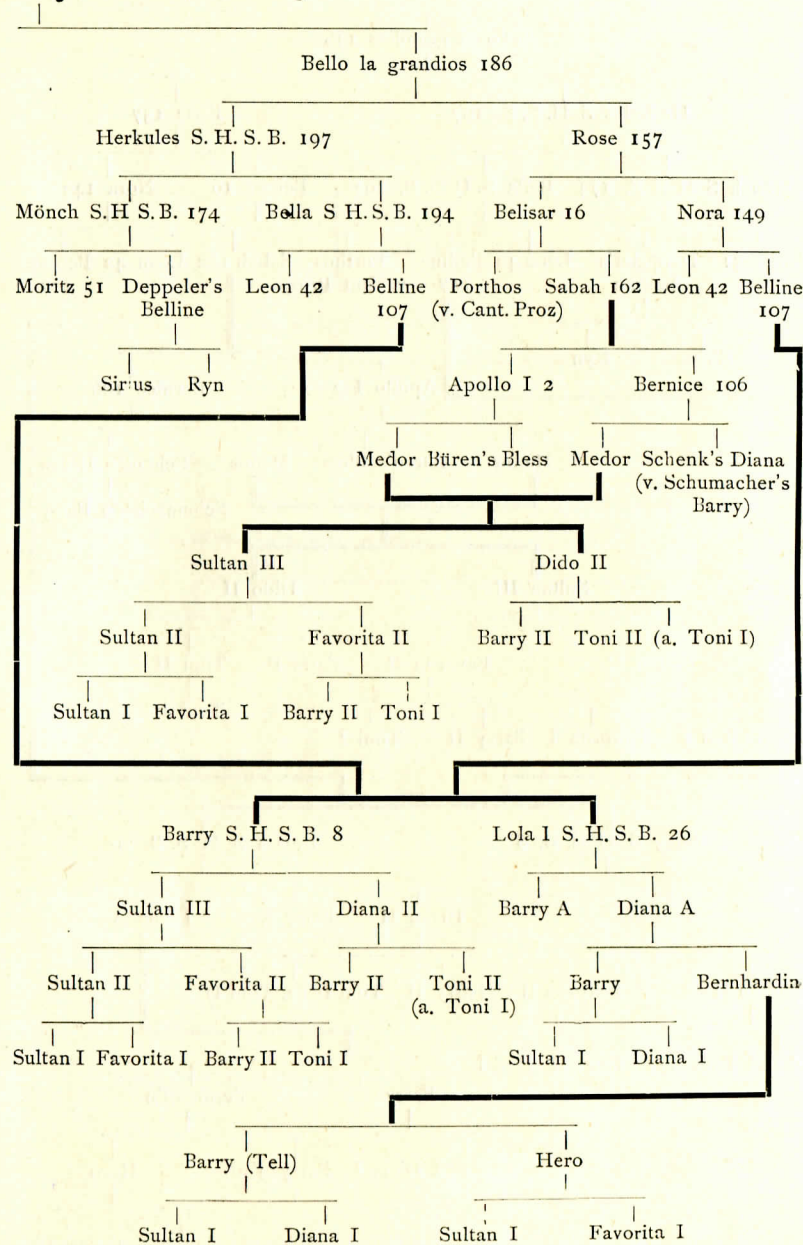 Bello la grandios 186
Herkules S. H. S. B. 197 Rose 157
Mönch S. H S. B. 174 Bella S H. S. B. 194 Belisar 16 Nora 149
Moritz 51 Deppeler's Leon 42 Belline Porthos Sabah 162 Leon 42 Belline
Belline 107 (v. Cant. Proz) 107
Sirius Ryn Apollo I 2 Bernice 106
Medor Büren's Bless Medor Schenk's Diana
(v. Schumacher's
Barry)
Sultan III Dido II
Sultan II Favorita II Barry II Toni II (a. Toni I)
Sultan I Favorita I Barry II Toni I
Barry S. H. S. B. 8 Lola I S. H. S. B. 26
Sultan III Diana II Barry A Diana A
Sultan II Favorita II Barry II Toni II Barry Bernhardia
(a. Toni I)
Sultan I Favorita I Barry II Toni I Sultan I Diana I
Barry (Tell) Hero
Sultan I Diana I Sultan I Favorita I